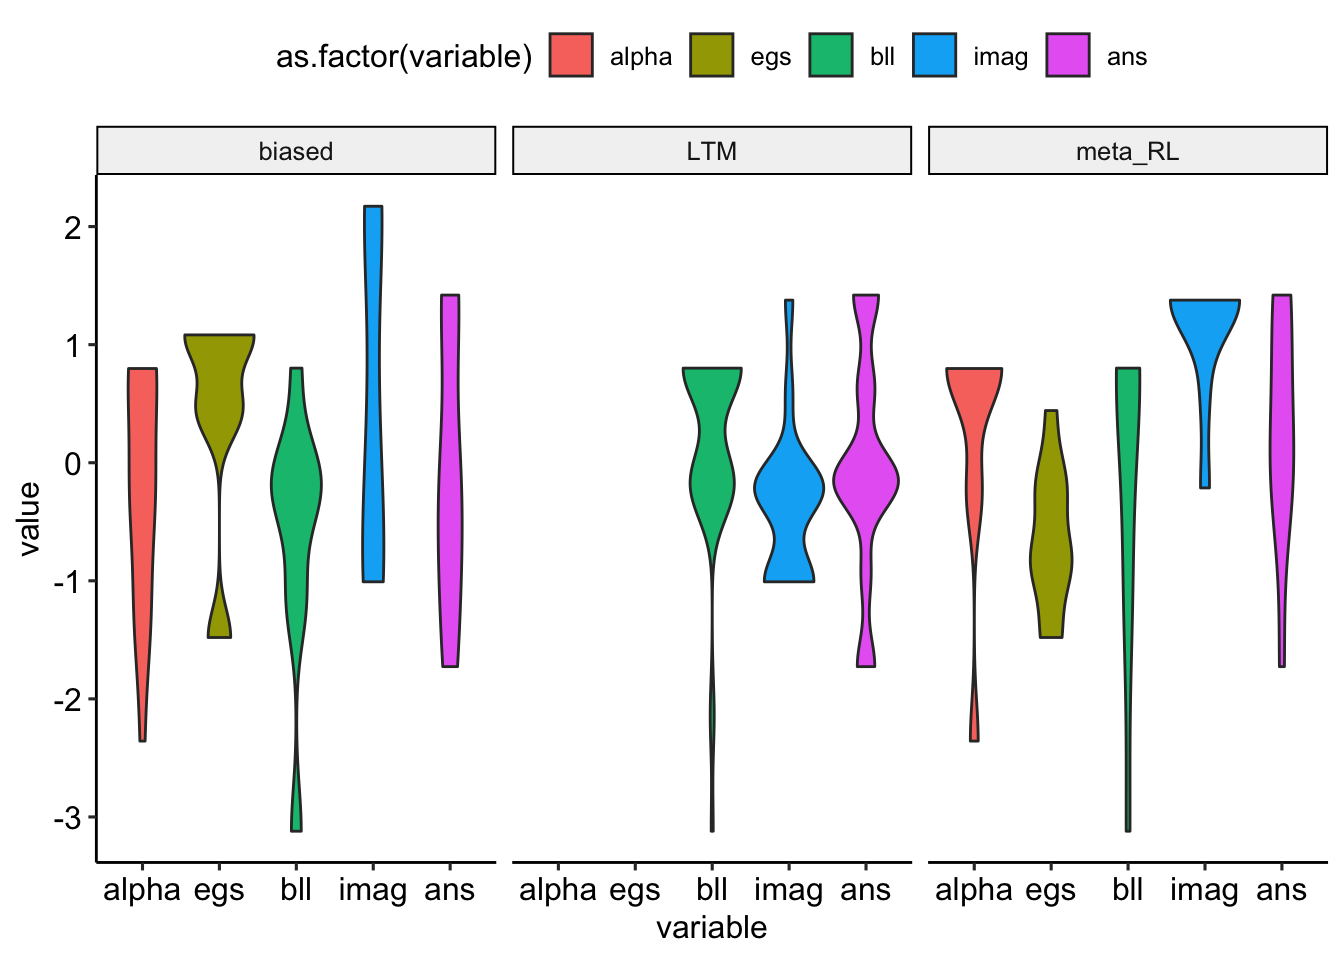 as.factor(variable) alpha egs bll imag ans
biased LTM meta_RL
2
1
0
-1
-2
-3
value
alpha egs bll imag ans alpha egs bll imag ans alpha egs bll imag ans
variable